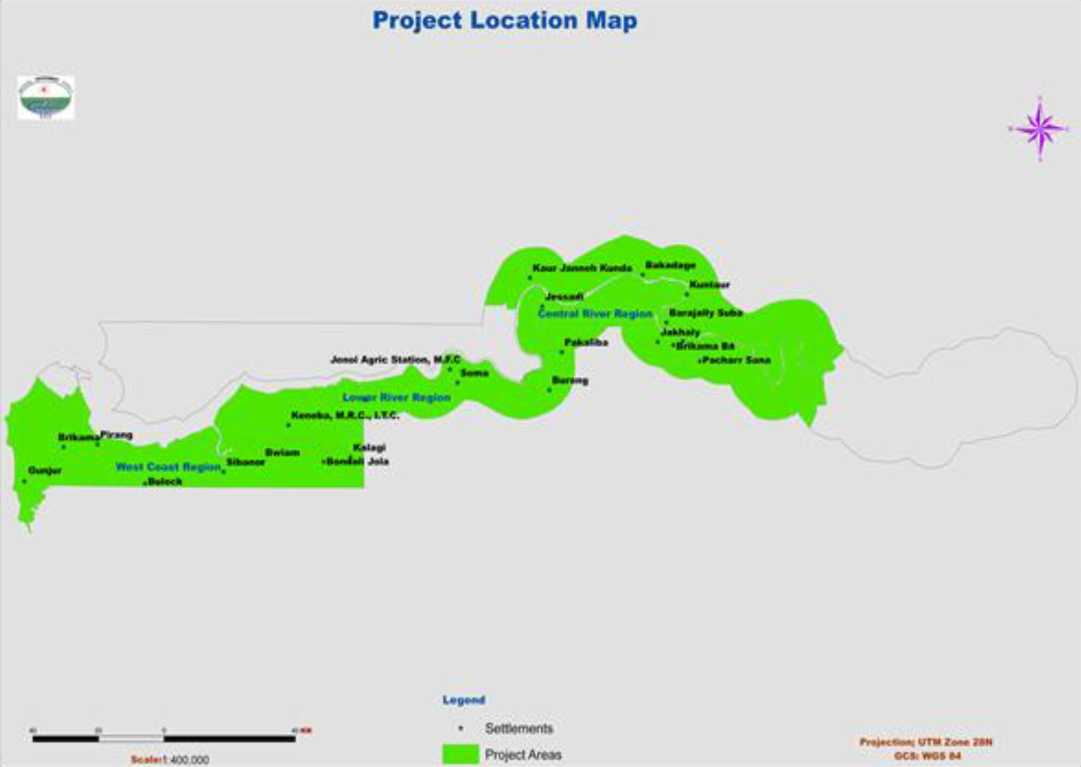 Project Location Map
Kaur Janneh Kunda
Bakadage
Kuntaur
Jessadi
Central River Region
Barajally Suba
Jakhaly
Brikama BA
Pacharr Sana
Pakaliba
Jenoi Agric Station, M.F.C
Soma
Bureng
Lower River Region
Keneba, M.R.C., I.T.C.
Brikama
Pirang
Bwiam
Kalagi
Gunjur
West Coast Region
Sibanor
Bondali Jola
Bulock
Legend
Settlements
Project Areas
Scale:1:400,000
Projection; UTM Zone 28N
GCS: WGS 84